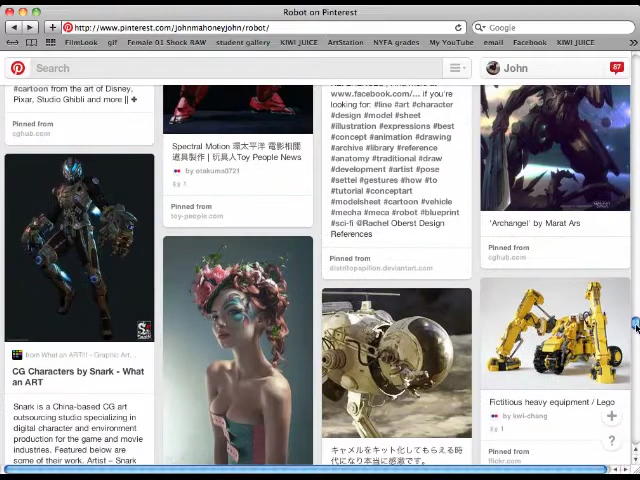 Robot on Pinterest
http://www.pinterest.com/johnmahoneyjohn/robot/
Google
FilmLook gif Female 01 Shock RAW student gallery KIWI JUICE ArtStation NYFA grades My YouTube email Facebook KIWI JUICE
Search
John
87
#cartoon from the art of Disney,
Pixar, Studio Ghibli and more || ✚
Pinned from
cghub.com
from What an ART!!! - Graphic Art...
CG Characters by Snark - What
an ART
Snark is a China-based CG art
outsourcing studio specializing in
digital character and environment
production for the game and movie
industries. Featured below are
some of their work. Artist – Snark
Spectral Motion 環太平洋 電影相關
道具製作 | 玩具人Toy People News
by otakuma0721
1
Pinned from
toy-people.com
www.facebook.com/... if you're
looking for: #line #art #character
#design #model #sheet
#illustration #expressions #best
#concept #animation #drawing
#archive #library #reference
#anatomy #traditional #draw
#development #artist #pose
#settei #gestures #how #to
#tutorial #conceptart
#modelsheet #cartoon #vehicle
#mecha #meca #robot #blueprint
#sci-fi @Rachel Oberst Design
References
Pinned from
distritopapillon.deviantart.com
キャメルをキット化してもらえる時
代になり本当に感激です。
'Archangel' by Marat Ars
Pinned from
cghub.com
Fictitious heavy equipment / Lego
by kwi-chang
1
Pinned from
flickr.com
?